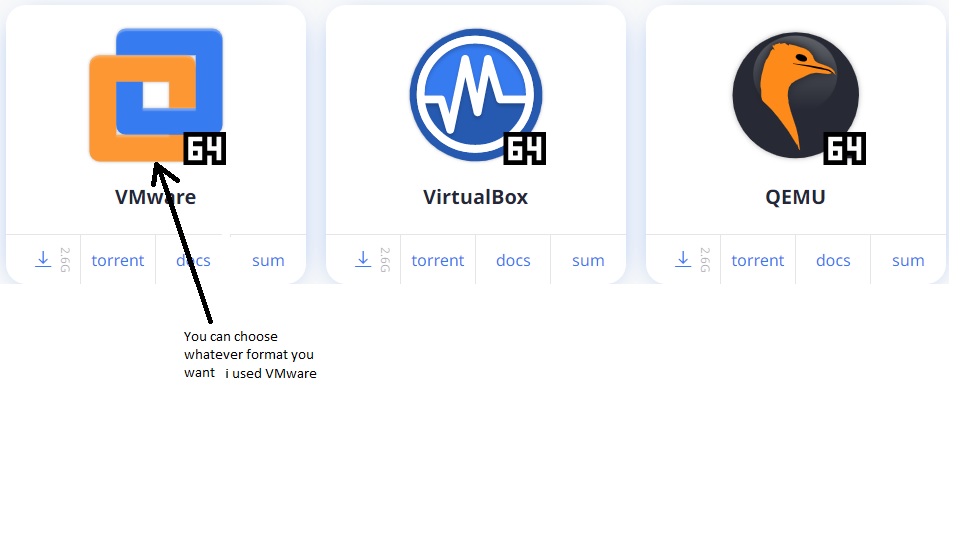 64 64 64
VMware VirtualBox QEMU
2.6G torrent docs sum 2.6G torrent docs sum 2.6G torrent docs sum
You can choose
whatever format you
want i used VMware